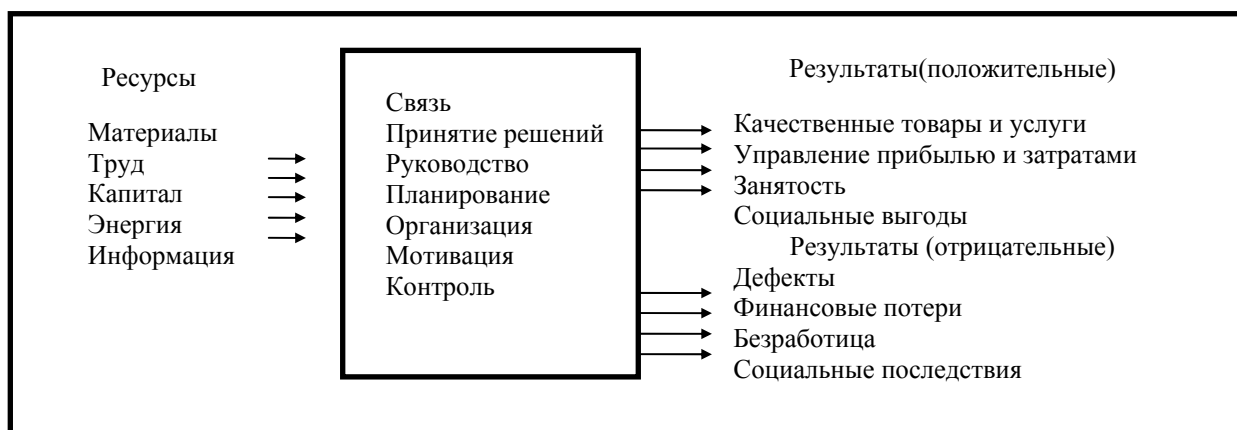 Ресурсы
Материалы
Труд
Капитал
Энергия
Информация
Связь
Принятие решений
Руководство
Планирование
Организация
Мотивация
Контроль
Результаты(положительные)
Качественные товары и услуги
Управление прибылью и затратами
Занятость
Социальные выгоды
Результаты (отрицательные)
Дефекты
Финансовые потери
Безработица
Социальные последствия